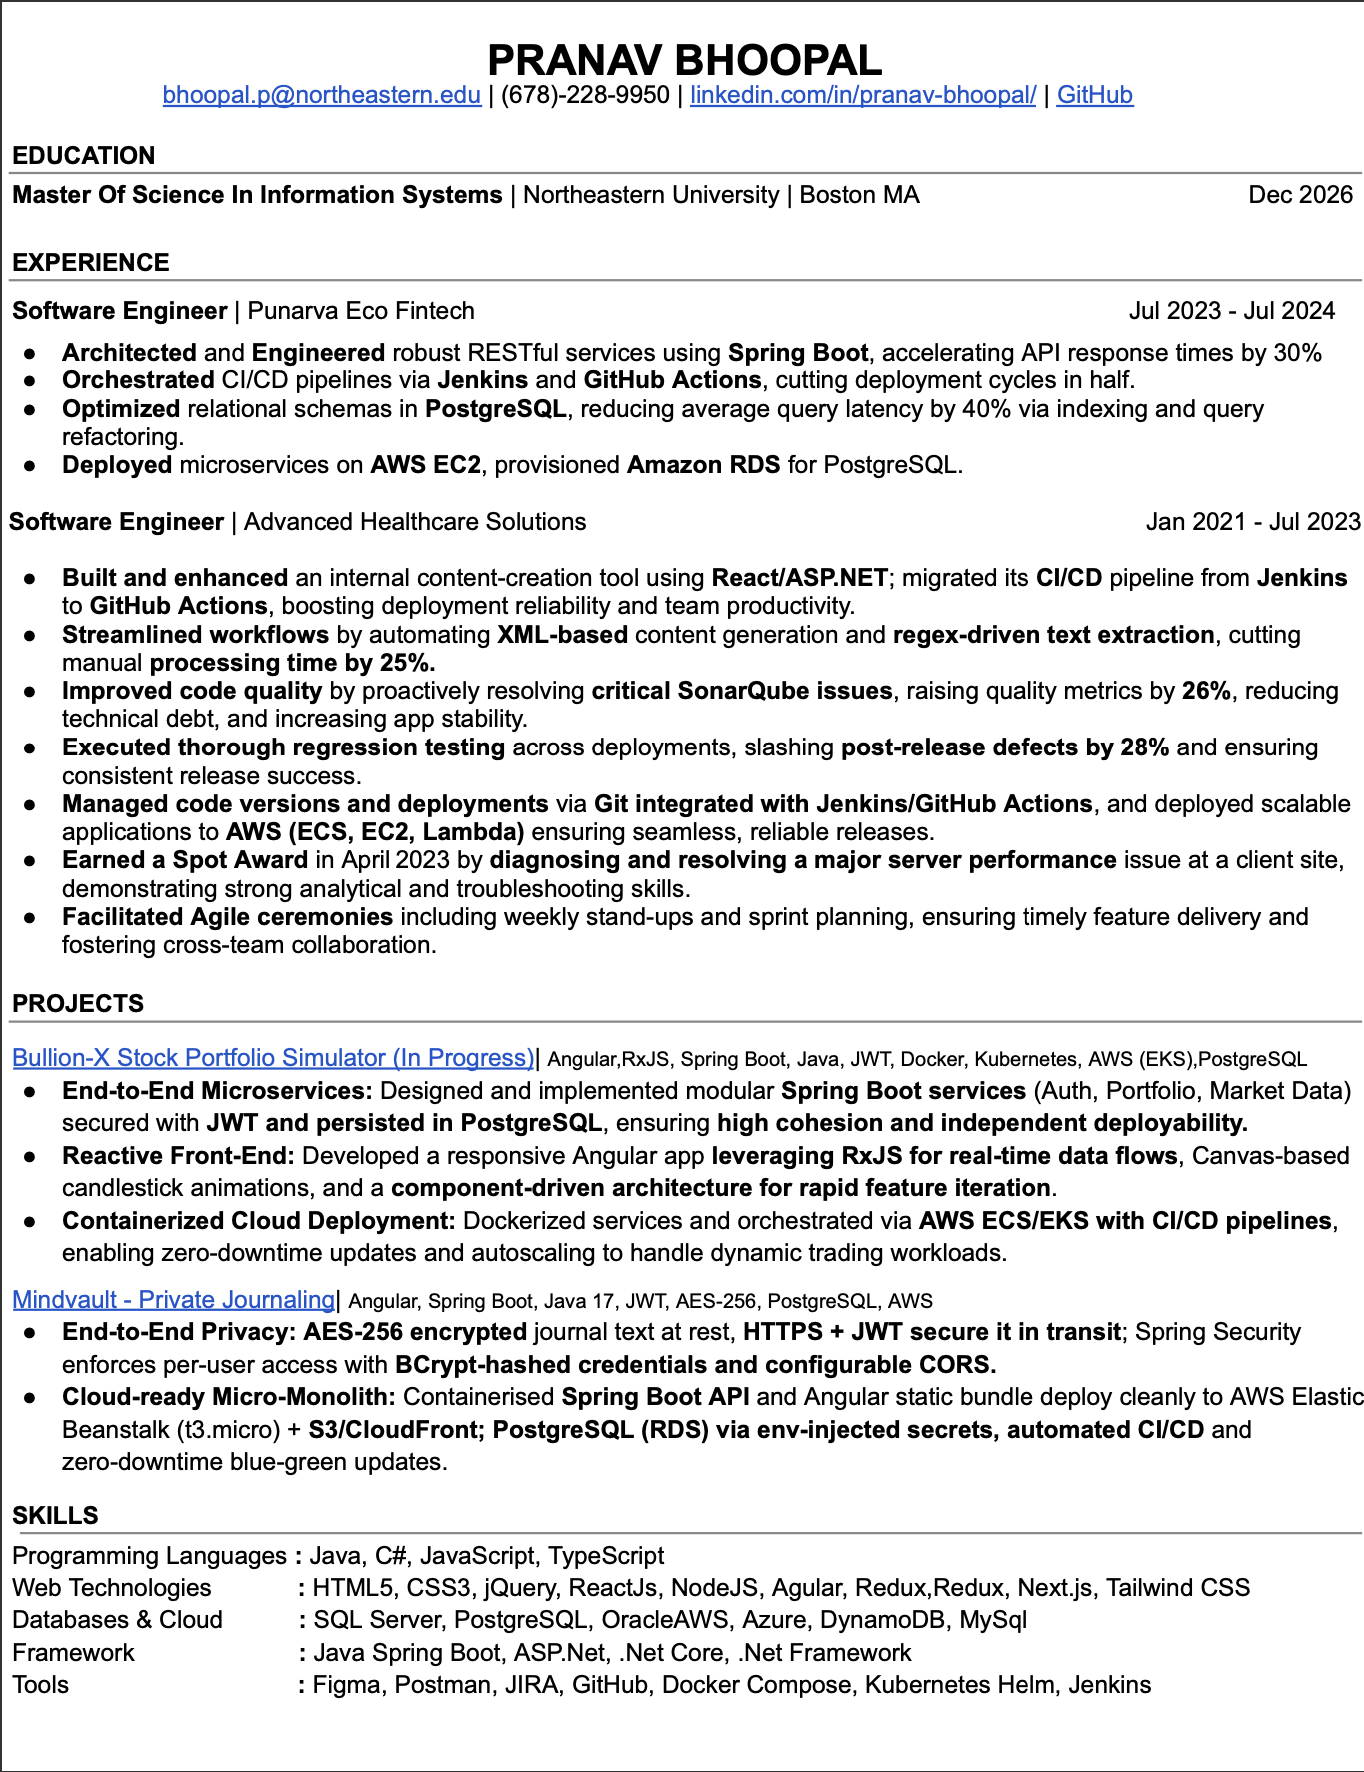 PRANAV BHOOPAL
bhoopal.p@northeastern.edu | (678)-228-9950 | linkedin.com/in/pranav-bhoopal/ | GitHub
EDUCATION
Master Of Science In Information Systems | Northeastern University | Boston MA Dec 2026
EXPERIENCE
Software Engineer | Punarva Eco Fintech Jul 2023 - Jul 2024
● Architected and Engineered robust RESTful services using Spring Boot, accelerating API response times by 30%
● Orchestrated CI/CD pipelines via Jenkins and GitHub Actions, cutting deployment cycles in half.
● Optimized relational schemas in PostgreSQL, reducing average query latency by 40% via indexing and query
refactoring.
● Deployed microservices on AWS EC2, provisioned Amazon RDS for PostgreSQL.
Software Engineer | Advanced Healthcare Solutions Jan 2021 - Jul 2023
● Built and enhanced an internal content-creation tool using React/ASP.NET; migrated its CI/CD pipeline from Jenkins
to GitHub Actions, boosting deployment reliability and team productivity.
● Streamlined workflows by automating XML-based content generation and regex-driven text extraction, cutting
manual processing time by 25%.
● Improved code quality by proactively resolving critical SonarQube issues, raising quality metrics by 26%, reducing
technical debt, and increasing app stability.
● Executed thorough regression testing across deployments, slashing post-release defects by 28% and ensuring
consistent release success.
● Managed code versions and deployments via Git integrated with Jenkins/GitHub Actions, and deployed scalable
applications to AWS (ECS, EC2, Lambda) ensuring seamless, reliable releases.
● Earned a Spot Award in April 2023 by diagnosing and resolving a major server performance issue at a client site,
demonstrating strong analytical and troubleshooting skills.
● Facilitated Agile ceremonies including weekly stand-ups and sprint planning, ensuring timely feature delivery and
fostering cross-team collaboration.
PROJECTS
Bullion-X Stock Portfolio Simulator (In Progress)| Angular,RxJS, Spring Boot, Java, JWT, Docker, Kubernetes, AWS (EKS),PostgreSQL
● End-to-End Microservices: Designed and implemented modular Spring Boot services (Auth, Portfolio, Market Data)
secured with JWT and persisted in PostgreSQL, ensuring high cohesion and independent deployability.
● Reactive Front-End: Developed a responsive Angular app leveraging RxJS for real-time data flows, Canvas-based
candlestick animations, and a component-driven architecture for rapid feature iteration.
● Containerized Cloud Deployment: Dockerized services and orchestrated via AWS ECS/EKS with CI/CD pipelines,
enabling zero-downtime updates and autoscaling to handle dynamic trading workloads.
Mindvault - Private Journaling| Angular, Spring Boot, Java 17, JWT, AES-256, PostgreSQL, AWS
● End-to-End Privacy: AES-256 encrypted journal text at rest, HTTPS + JWT secure it in transit; Spring Security
enforces per-user access with BCrypt-hashed credentials and configurable CORS.
● Cloud-ready Micro-Monolith: Containerised Spring Boot API and Angular static bundle deploy cleanly to AWS Elastic
Beanstalk (t3.micro) + S3/CloudFront; PostgreSQL (RDS) via env-injected secrets, automated CI/CD and
zero-downtime blue-green updates.
SKILLS
Programming Languages : Java, C#, JavaScript, TypeScript
Web Technologies : HTML5, CSS3, jQuery, ReactJs, NodeJS, Agular, Redux,Redux, Next.js, Tailwind CSS
Databases & Cloud : SQL Server, PostgreSQL, OracleAWS, Azure, DynamoDB, MySql
Framework : Java Spring Boot, ASP.Net, .Net Core, .Net Framework
Tools : Figma, Postman, JIRA, GitHub, Docker Compose, Kubernetes Helm, Jenkins